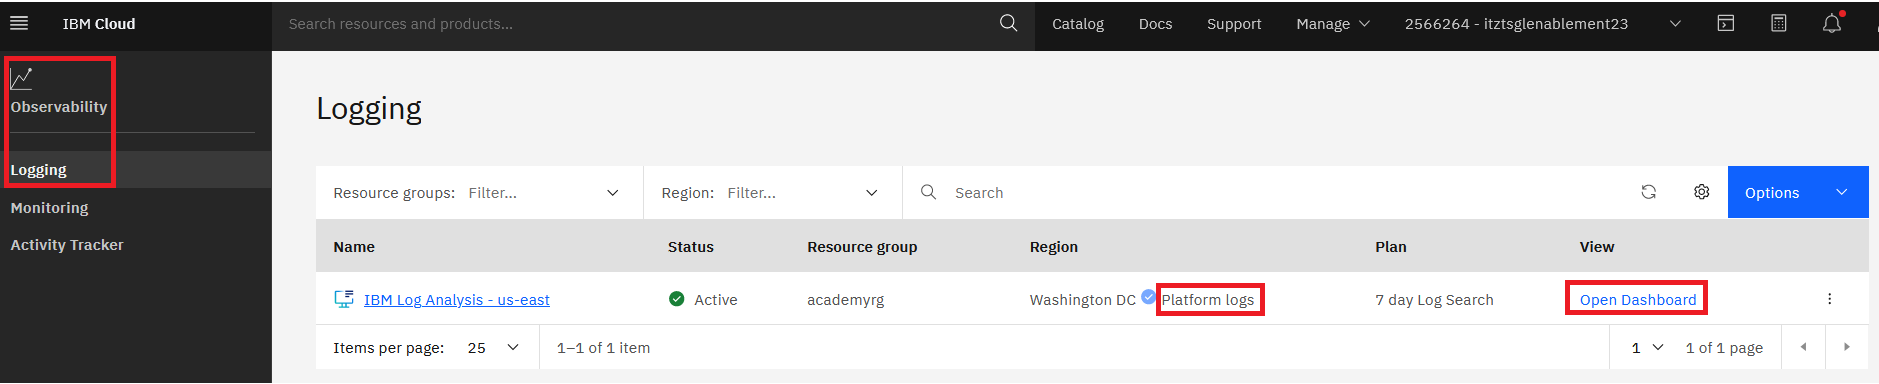 IBM Cloud
Search resources and products...
Catalog
Docs
Support
Manage
2566264 - itztsglenablement23
Observability
Logging
Monitoring
Activity Tracker
Logging
Resource groups: Filter...
Region: Filter...
Search
Options
Name Status Resource group Region Plan View
IBM Log Analysis - us-east Active academyrg Washington DC Platform logs 7 day Log Search Open Dashboard
Items per page: 25 1–1 of 1 item 1 1 of 1 page